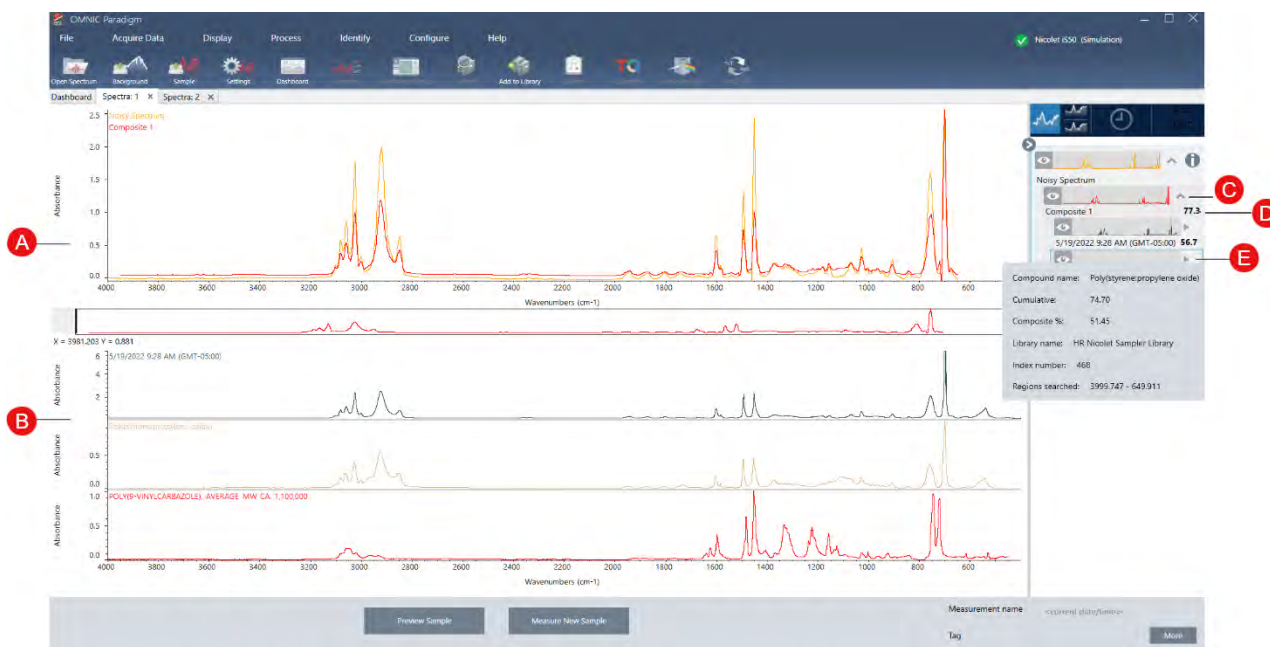 OMNIC Paradigm
File Acquire Data Display Process Identify Configure Help
Nicolet iS50 (Simulation)
Open Spectrum Background Sample Settings Dashboard Add to Library
TQ
Dashboard Spectra: 1 × Spectra: 2 ×
Noisy Spectrum
Composite 1
2.5
2.0
1.5
1.0
0.5
0.0
Absorbance
4000 3800 3600 3400 3200 3000 2800 2600 2400 2200 2000 1800 1600 1400 1200 1000 800 600
Wavenumbers (cm-1)
A
X = 3981.203 Y = 0.881
5/19/2022 9:28 AM (GMT-05:00)
6
4
2
Absorbance
B
0.5
0.0
Absorbance
POLY(9-VINYLCARBAZOLE), AVERAGE MW CA. 1,100,000
1.0
0.5
0.0
Absorbance
4000 3800 3600 3400 3200 3000 2800 2600 2400 2200 2000 1800 1600 1400 1200 1000 800 600
Wavenumbers (cm-1)
Noisy Spectrum
C
Composite 1 77.3
D
5/19/2022 9:28 AM (GMT-05:00) 56.7
E
Compound name: Poly(styrene:propylene oxide)
Cumulative: 74.70
Composite %: 51.45
Library name: HR Nicolet Sampler Library
Index number: 468
Regions searched: 3999.747 - 649.911
Preview Sample Measure New Sample
Measurement name <current date/time>
Tag More